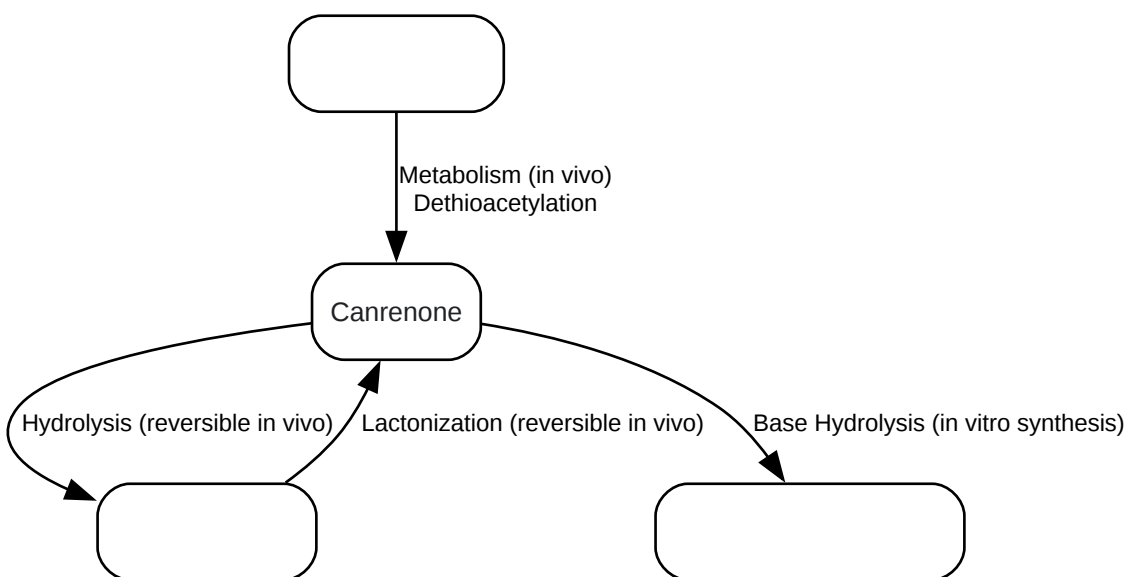 Metabolism (in vivo)
Dethioacetylation
Canrenone
Hydrolysis (reversible in vivo)
Lactonization (reversible in vivo)
Base Hydrolysis (in vitro synthesis)